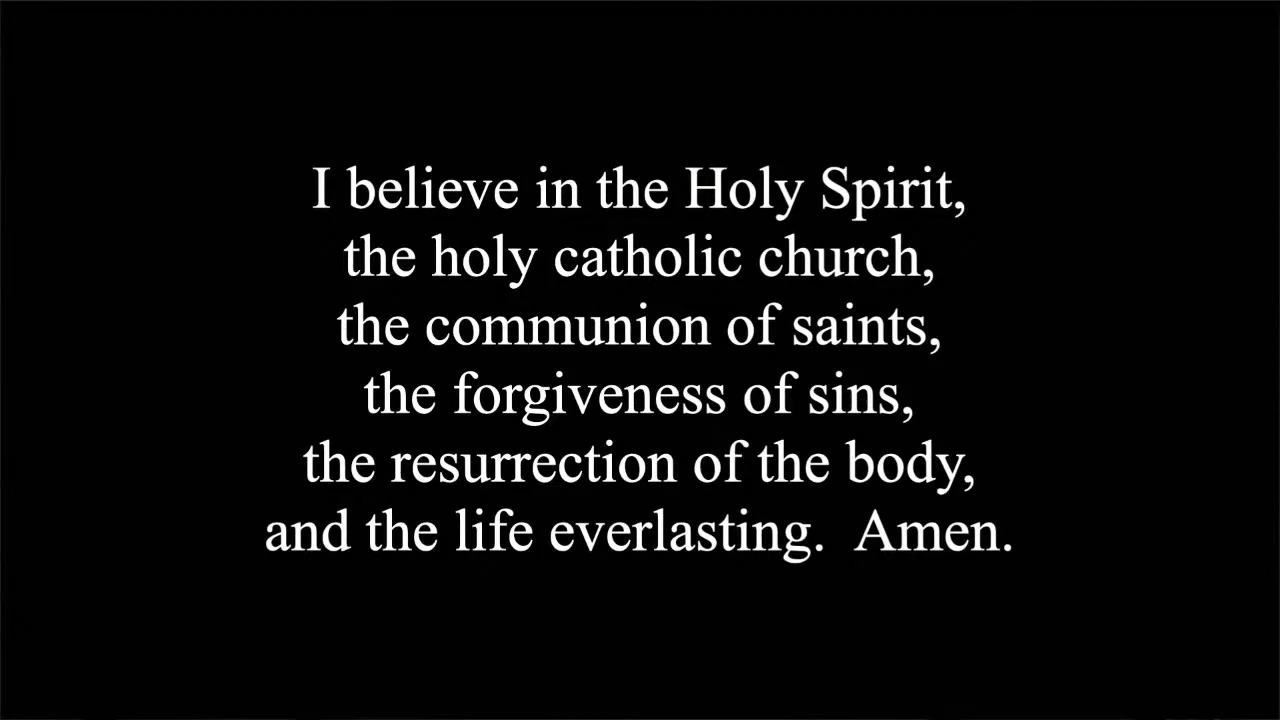 I believe in the Holy Spirit,
the holy catholic church,
the communion of saints,
the forgiveness of sins,
the resurrection of the body,
and the life everlasting.  Amen.